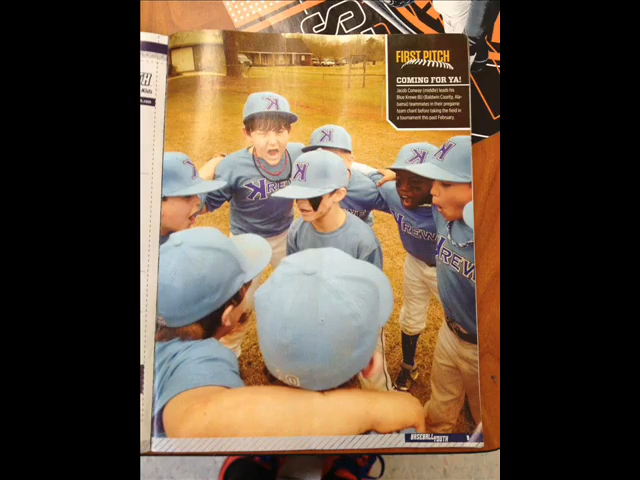 FIRST PITCH
COMING FOR YA!
Jacob Conway (middle) leads his
Blue Krewe 8U (Baldwin County, Ala-
bama) teammates in their pregame
team chant before taking the field in
a tournament this past February.
K
K
K
K
K
K
KREWE
KREW
KREWE
BASEBALL YOUTH